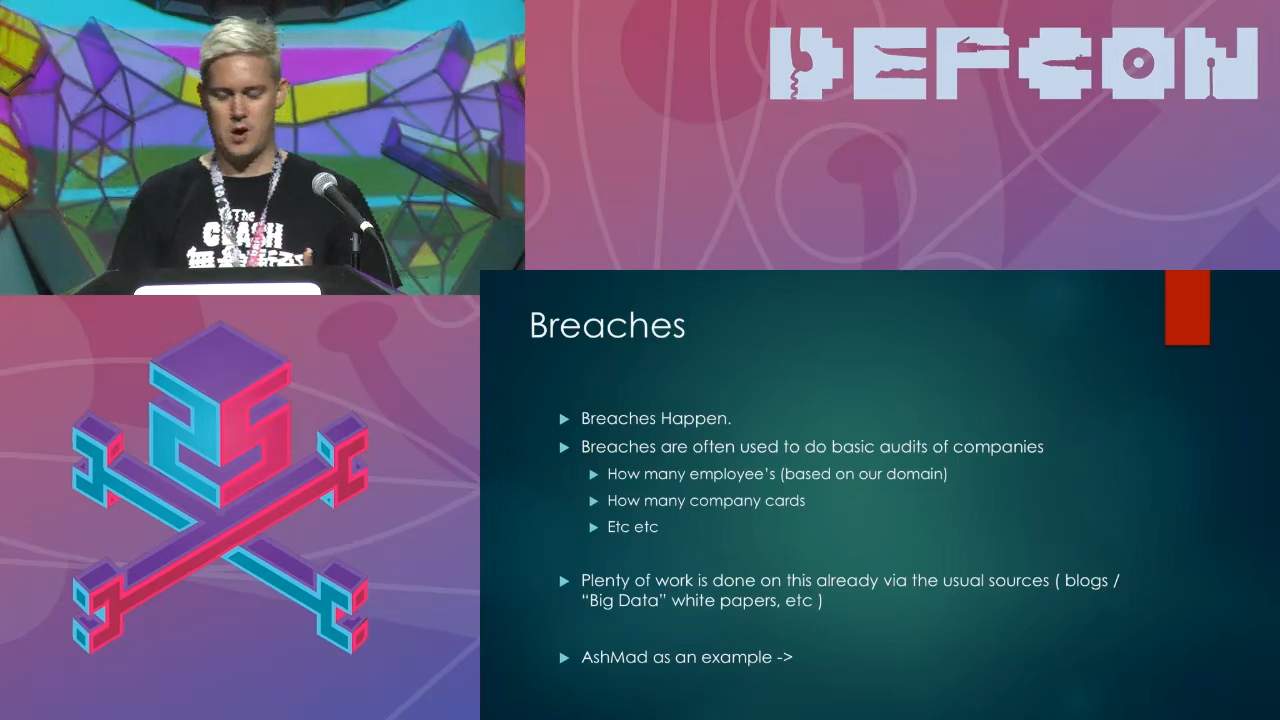 DEFCON
The
CLASH
Breaches
Breaches Happen.
Breaches are often used to do basic audits of companies
How many employee’s (based on our domain)
How many company cards
Etc etc
Plenty of work is done on this already via the usual sources ( blogs /
“Big Data” white papers, etc )
AshMad as an example ->